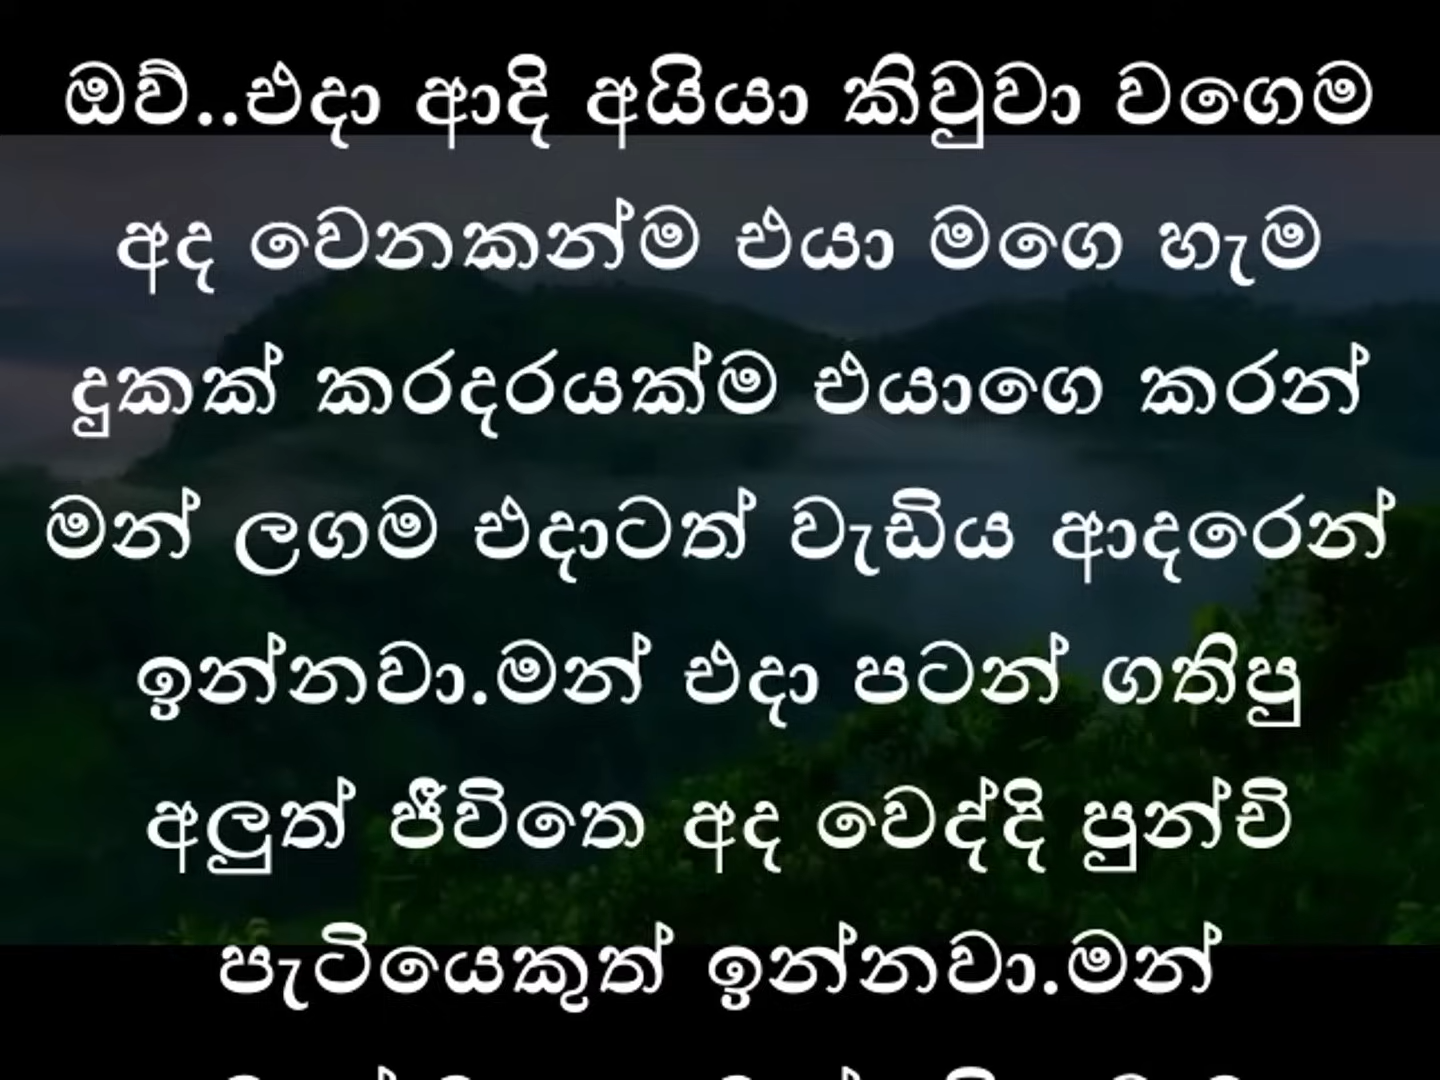 ඔව්..එදා ආදි අයියා කිවුවා වගෙම
අද වෙනකන්ම එයා මගෙ හැම
දුකක් කරදරයක්ම එයාගෙ කරන්
මන් ලගම එදාටත් වැඩිය ආදරෙන්
ඉන්නවා.මන් එදා පටන් ගතිපු
අලුත් ජීවිතෙ අද වෙද්දි පුන්චි
පැටියෙකුත් ඉන්නවා.මන්